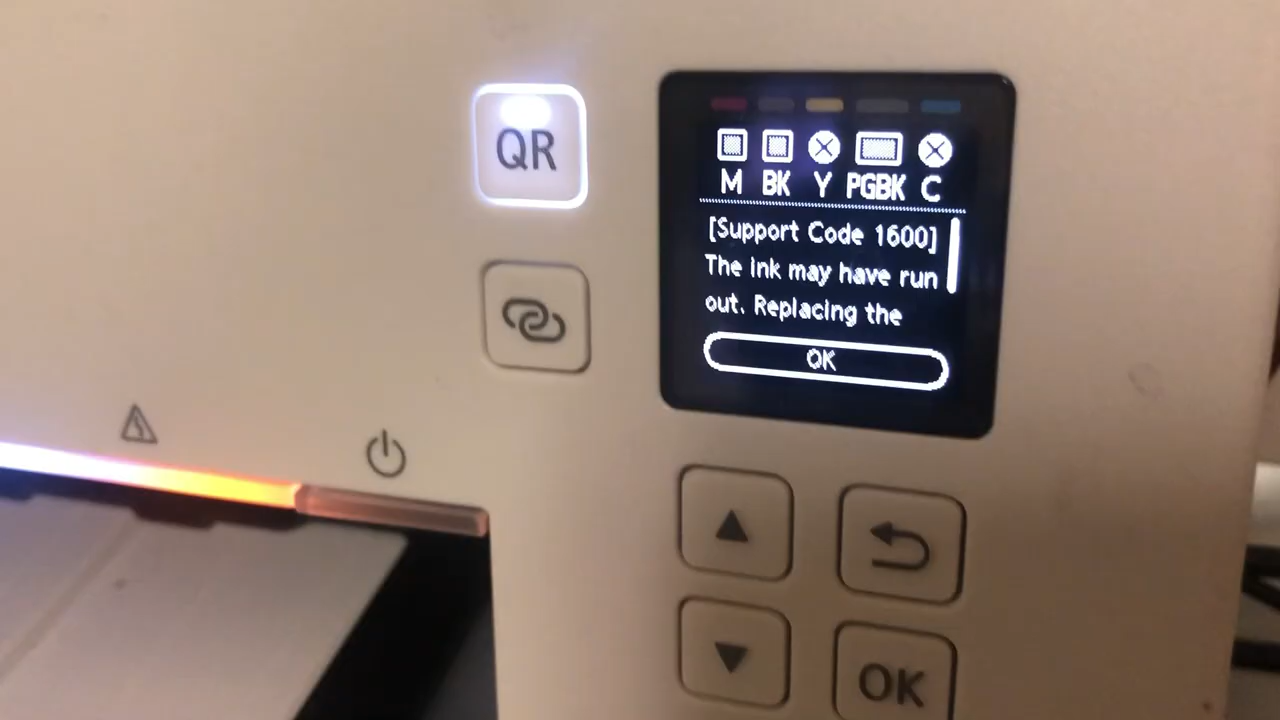 QR
M BK Y PGBK C
[Support Code 1600]
The ink may have run
out. Replacing the
OK
OK